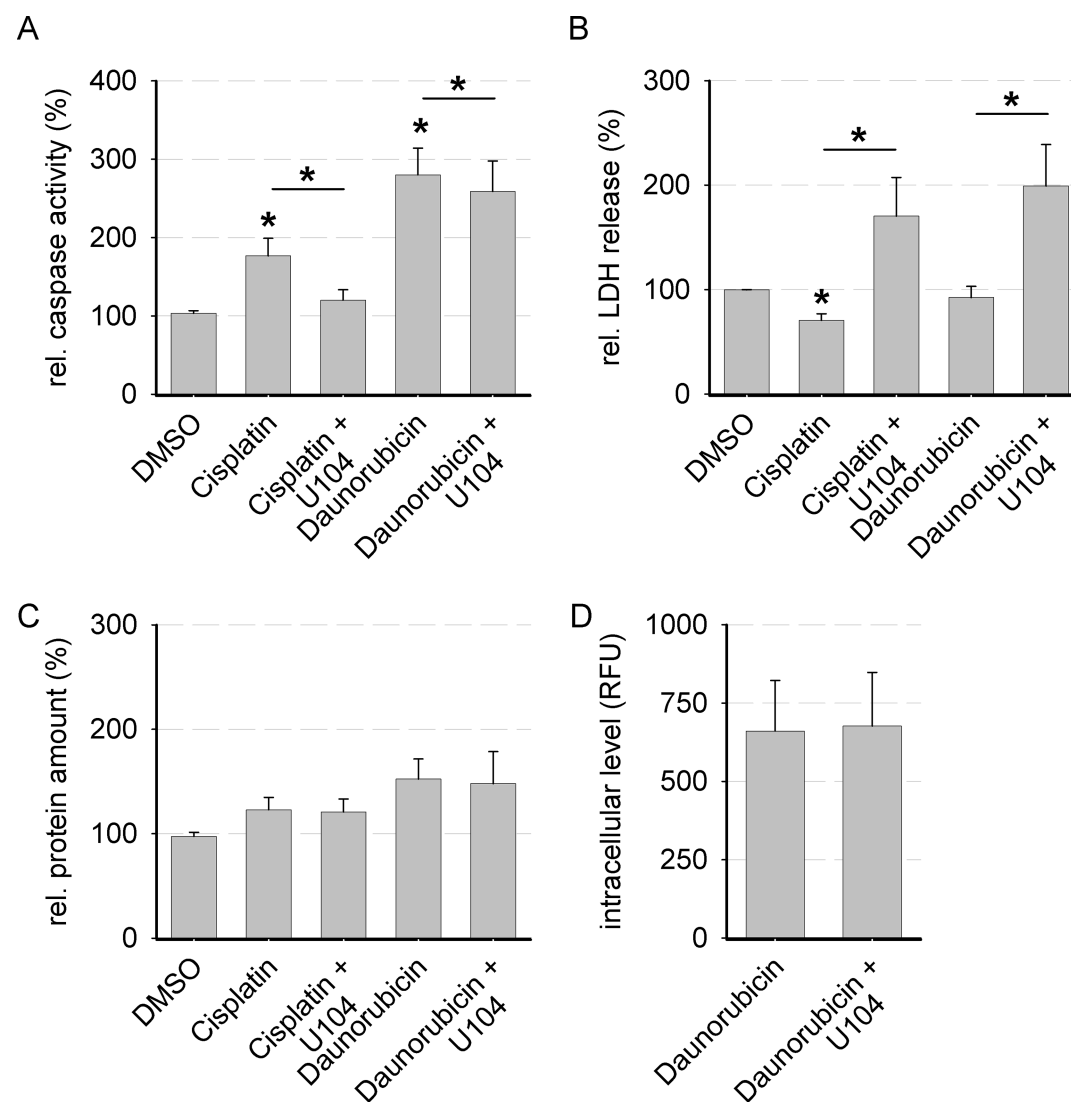 A
rel. caspase activity (%)
400
300
200
100
0
*
*
*
*
DMSO
Cisplatin
Cisplatin +
U104
Daunorubicin
Daunorubicin +
U104
B
rel. LDH release (%)
300
200
100
0
*
*
*
DMSO
Cisplatin
Cisplatin +
U104
Daunorubicin
Daunorubicin +
U104
C
rel. protein amount (%)
300
200
100
0
DMSO
Cisplatin
Cisplatin +
U104
Daunorubicin
Daunorubicin +
U104
D
intracellular level (RFU)
1000
750
500
250
0
Daunorubicin
Daunorubicin +
U104